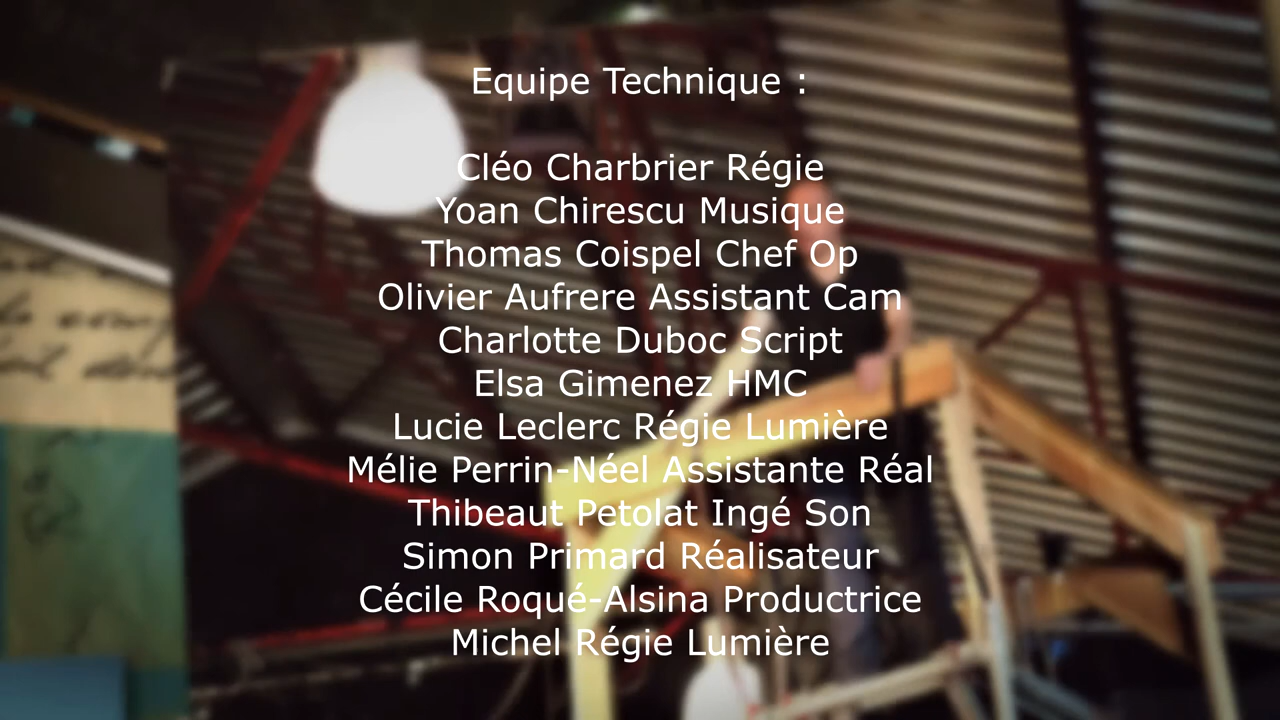 Equipe Technique :
Cléo Charbrier Régie
Yoan Chirescu Musique
Thomas Coispel Chef Op
Olivier Aufrere Assistant Cam
Charlotte Duboc Script
Elsa Gimenez HMC
Lucie Leclerc Régie Lumière
Mélie Perrin-Néel Assistante Réal
Thibeaut Petolat Ingé Son
Simon Primard Réalisateur
Cécile Roqué-Alsina Productrice
Michel Régie Lumière